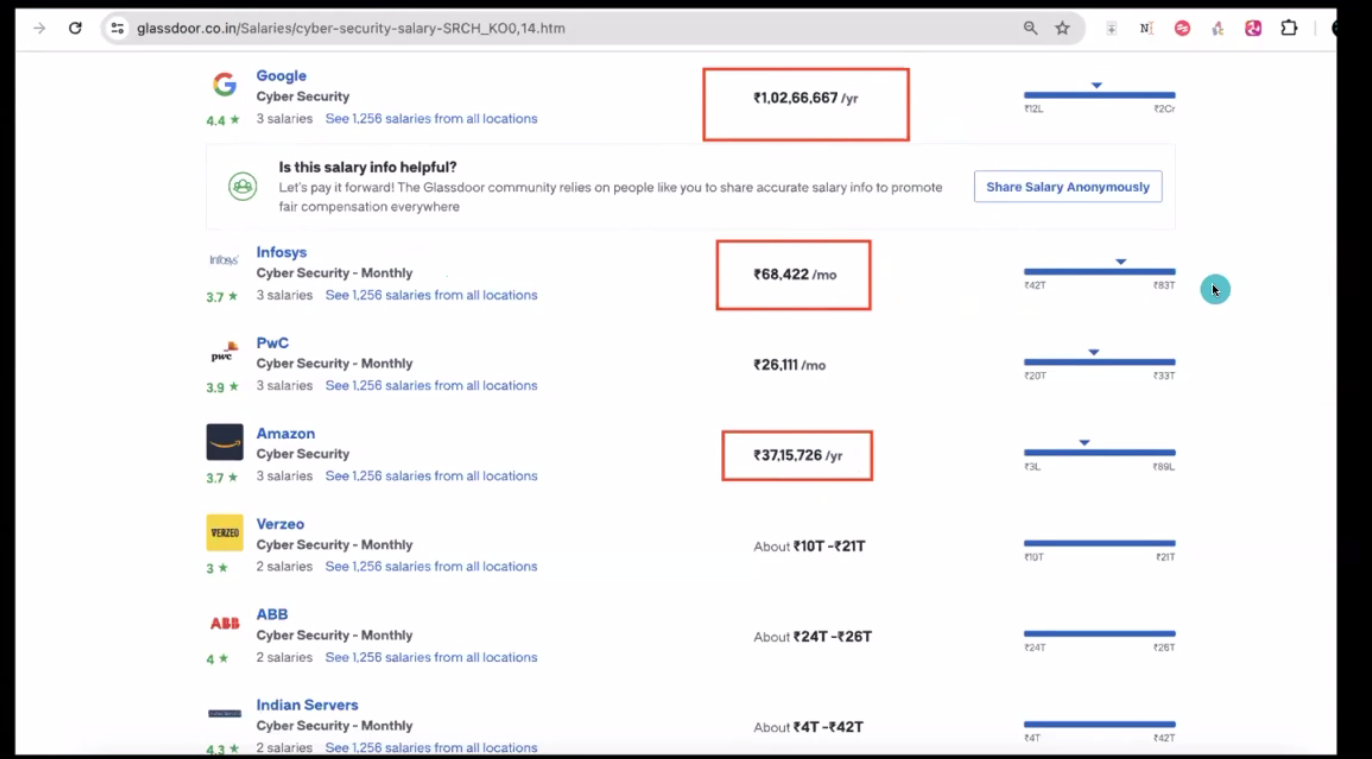 glassdoor.co.in/Salaries/cyber-security-salary-SRCH_KO0,14.htm
Google
Cyber Security
4.4 ★ 3 salaries See 1,256 salaries from all locations
₹1,02,66,667 /yr
₹12L ₹2Cr
Is this salary info helpful?
Let's pay it forward! The Glassdoor community relies on people like you to share accurate salary info to promote
fair compensation everywhere
Share Salary Anonymously
Infosys
Infosys
Cyber Security - Monthly
3.7 ★ 3 salaries See 1,256 salaries from all locations
₹68,422 /mo
₹42T ₹83T
pwc
PwC
Cyber Security - Monthly
3.9 ★ 3 salaries See 1,256 salaries from all locations
₹26,111 /mo
₹20T ₹33T
Amazon
Cyber Security
3.7 ★ 3 salaries See 1,256 salaries from all locations
₹37,15,726 /yr
₹3L ₹89L
VERZEO
Verzeo
Cyber Security - Monthly
3 ★ 2 salaries See 1,256 salaries from all locations
About ₹10T -₹21T
₹10T ₹21T
ABB
ABB
Cyber Security - Monthly
4 ★ 2 salaries See 1,256 salaries from all locations
About ₹24T -₹26T
₹24T ₹26T
Indian Servers
Cyber Security - Monthly
4.3 ★ 2 salaries See 1,256 salaries from all locations
About ₹4T -₹42T
₹4T ₹42T